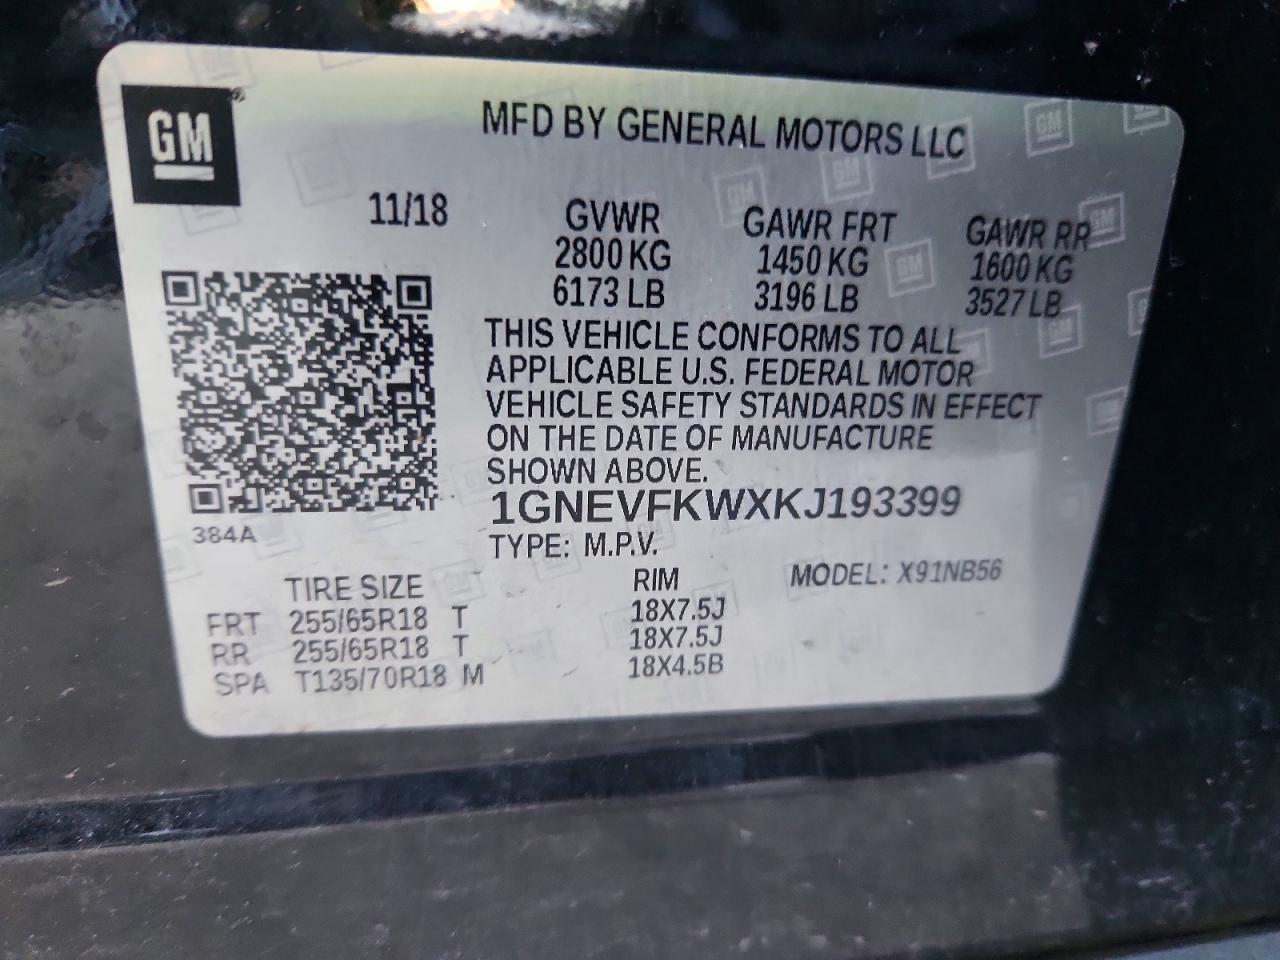 GM
MFD BY GENERAL MOTORS LLC
11/18 GVWR GAWR FRT GAWR RR
2800 KG 1450 KG 1600 KG
6173 LB 3196 LB 3527 LB
THIS VEHICLE CONFORMS TO ALL
APPLICABLE U.S. FEDERAL MOTOR
VEHICLE SAFETY STANDARDS IN EFFECT
ON THE DATE OF MANUFACTURE
SHOWN ABOVE.
1GNEVFKWXKJ193399
384A
TYPE: M.P.V.
TIRE SIZE RIM MODEL: X91NB56
FRT 255/65R18 T 18X7.5J
RR 255/65R18 T 18X7.5J
SPA T135/70R18 M 18X4.5B